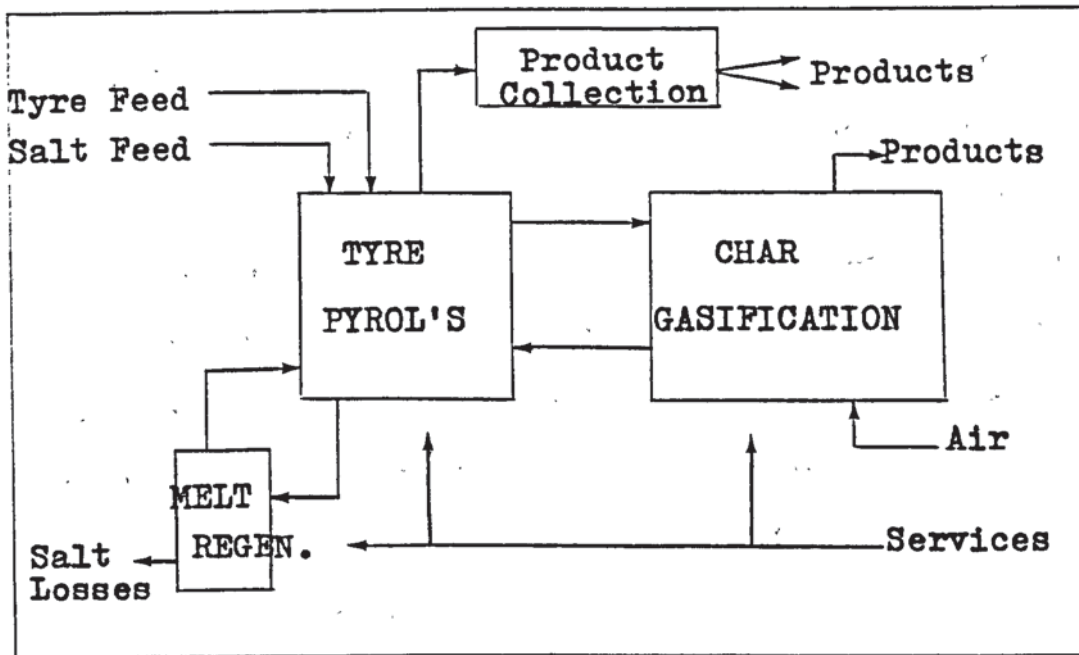 Product
Collection
Products
Tyre Feed
Salt Feed
Products
TYRE
PYROL'S
CHAR
GASIFICATION
Air
MELT
REGEN.
Services
Salt
Losses